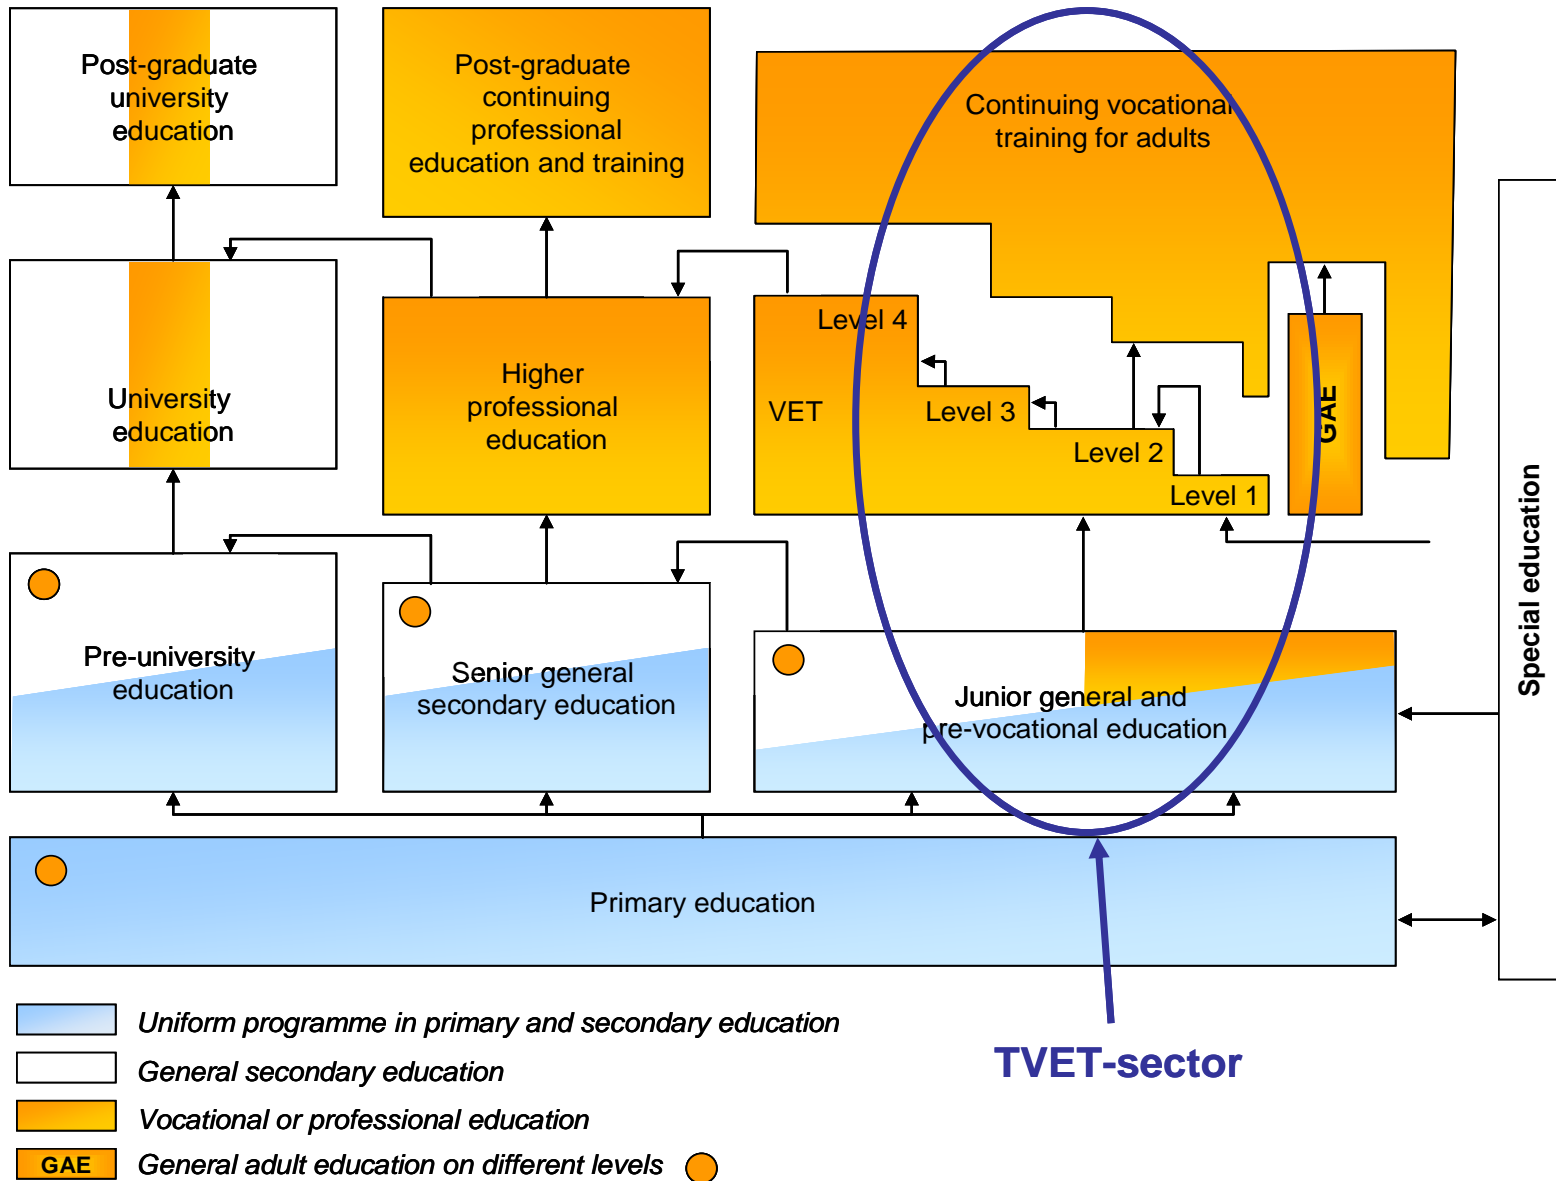 Post-graduate
university
education
Post-graduate
continuing
professional
education and training
Continuing vocational
training for adults
University
education
Higher
professional
education
VET
Level 4
Level 3
Level 2
Level 1
GAE
Special education
Pre-university
education
Senior general
secondary education
Junior general and
pre-vocational education
Primary education
Uniform programme in primary and secondary education
General secondary education
Vocational or professional education
GAE
General adult education on different levels
TVET-sector